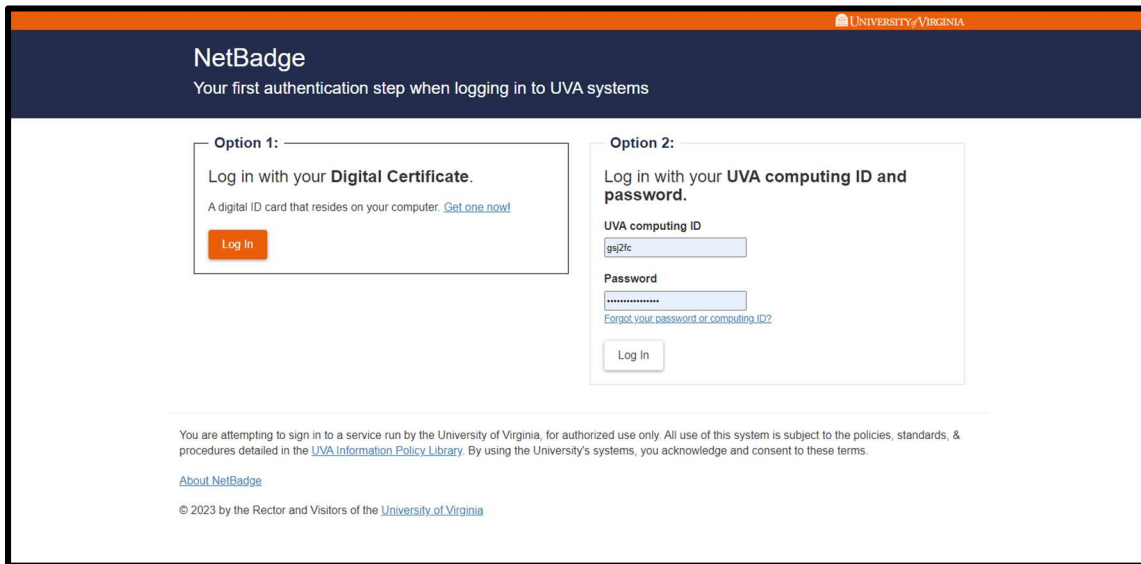 UNIVERSITY of VIRGINIA
NetBadge
Your first authentication step when logging in to UVA systems
Option 1:
Log in with your Digital Certificate.
A digital ID card that resides on your computer. Get one now!
Log In
Option 2:
Log in with your UVA computing ID and
password.
UVA computing ID
gsj2fc
Password
••••••••••••••••
Forgot your password or computing ID?
Log In
You are attempting to sign in to a service run by the University of Virginia, for authorized use only. All use of this system is subject to the policies, standards, &
procedures detailed in the UVA Information Policy Library. By using the University's systems, you acknowledge and consent to these terms.
About NetBadge
© 2023 by the Rector and Visitors of the University of Virginia